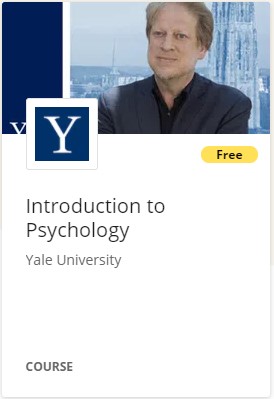 Y
Y
Free
Introduction to
Psychology
Yale University
COURSE